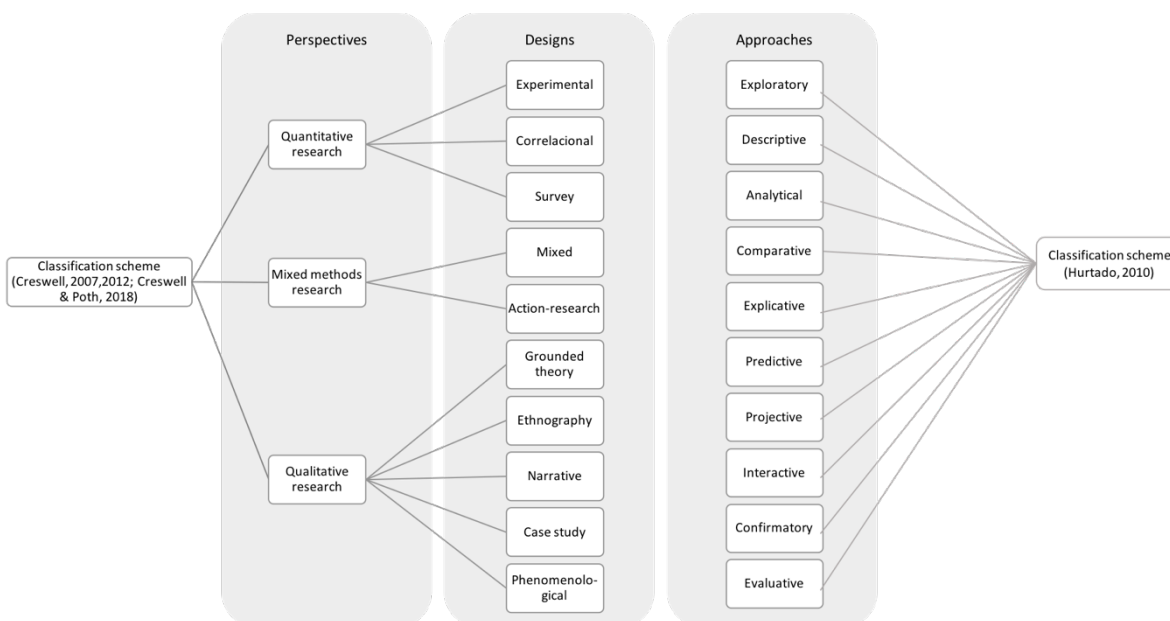 Perspectives
Designs
Approaches
Classification scheme
(Creswell, 2007,2012; Creswell
& Poth, 2018)
Quantitative
research
Mixed methods
research
Qualitative
research
Experimental
Correlacional
Survey
Mixed
Action-research
Grounded
theory
Ethnography
Narrative
Case study
Phenomenolo-
gical
Exploratory
Descriptive
Analytical
Comparative
Explicative
Predictive
Projective
Interactive
Confirmatory
Evaluative
Classification scheme
(Hurtado, 2010)